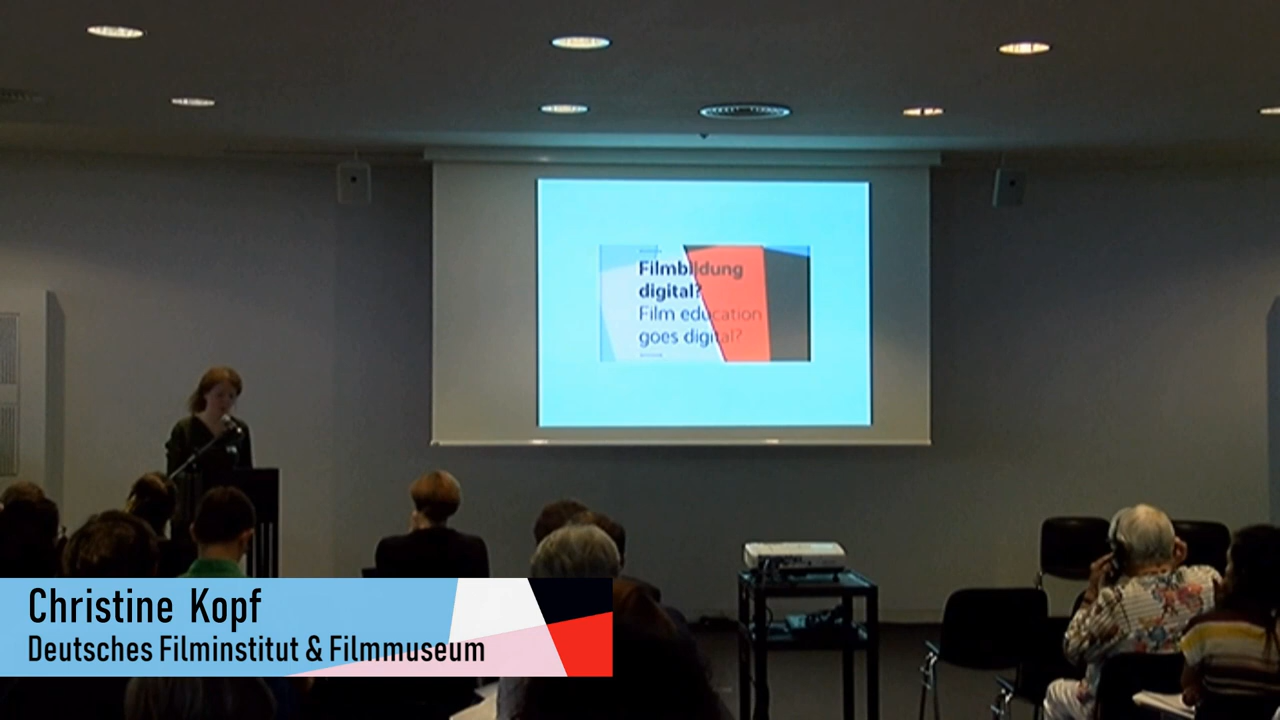 Filmbildung
digital?
Film education
goes digital?
Christine Kopf
Deutsches Filminstitut & Filmmuseum